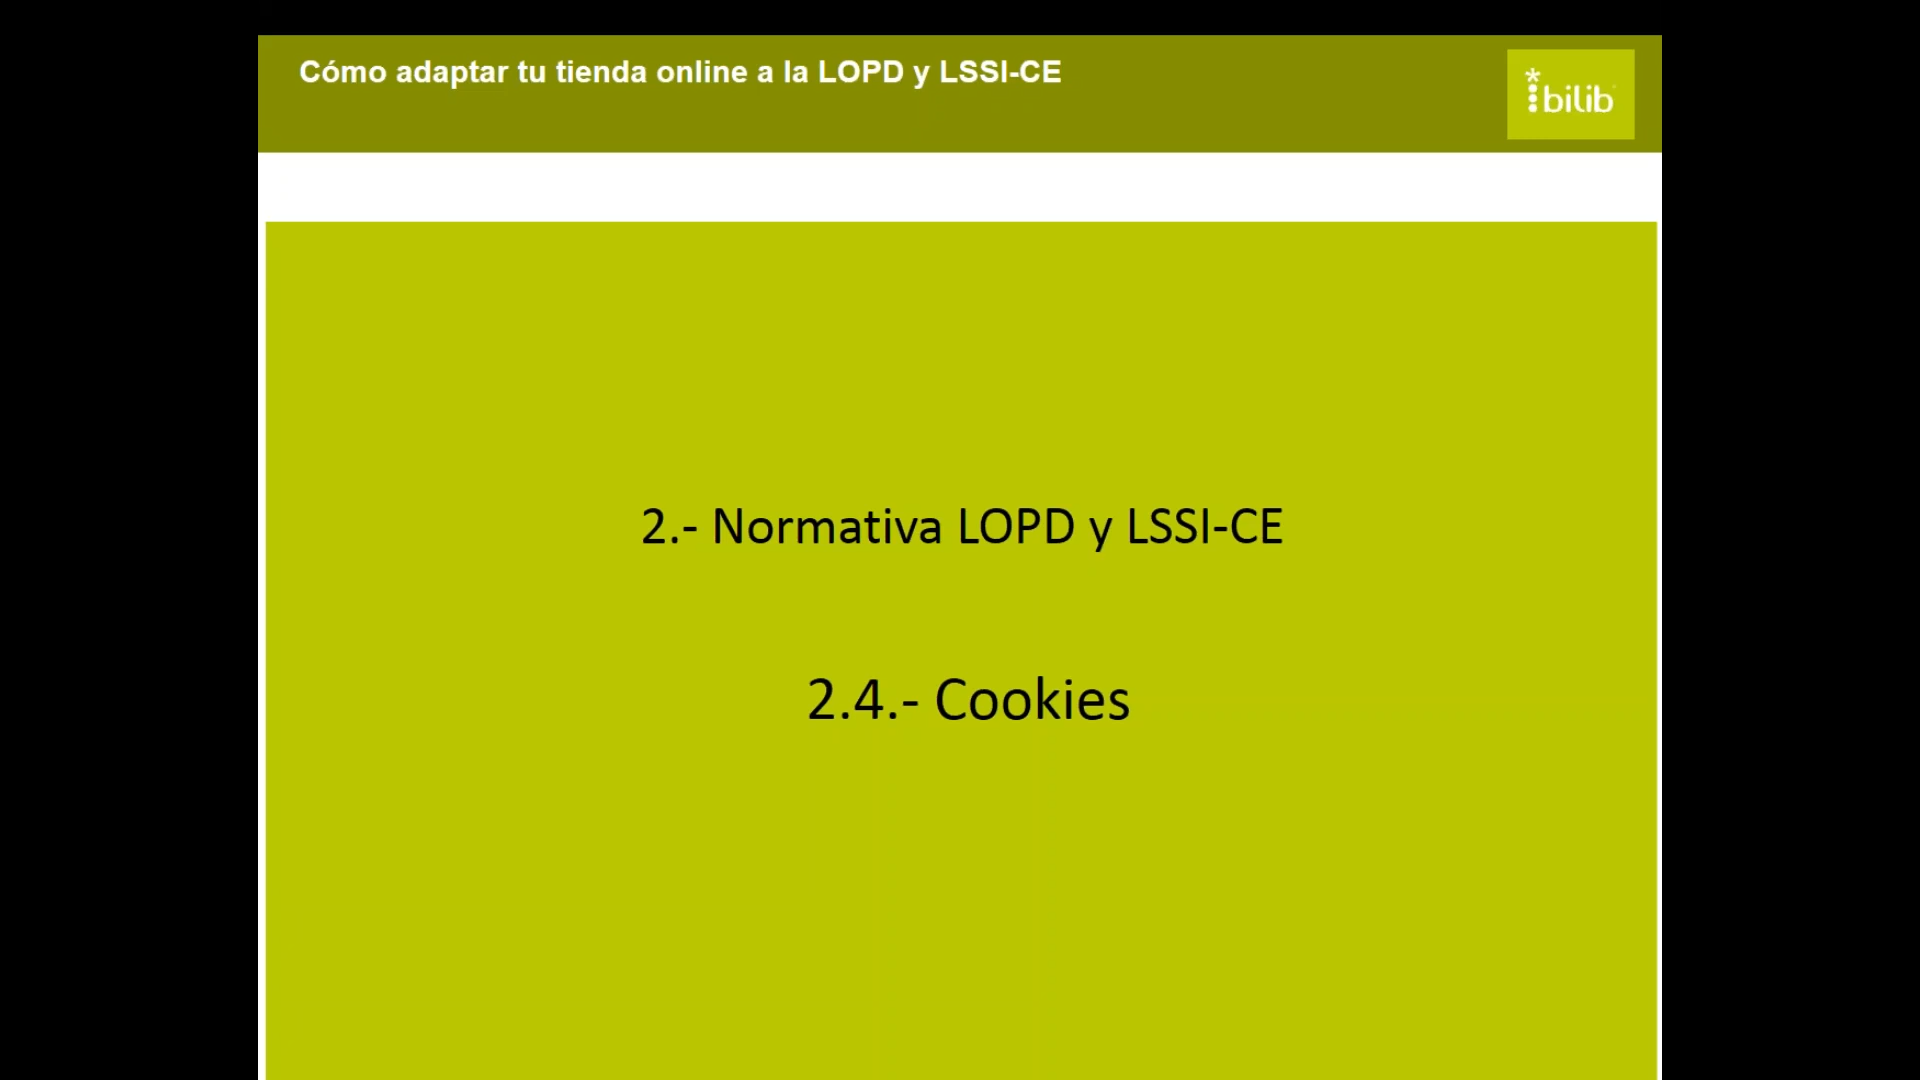 Cómo adaptar tu tienda online a la LOPD y LSSI-CE
bilib
2.- Normativa LOPD y LSSI-CE
2.4.- Cookies